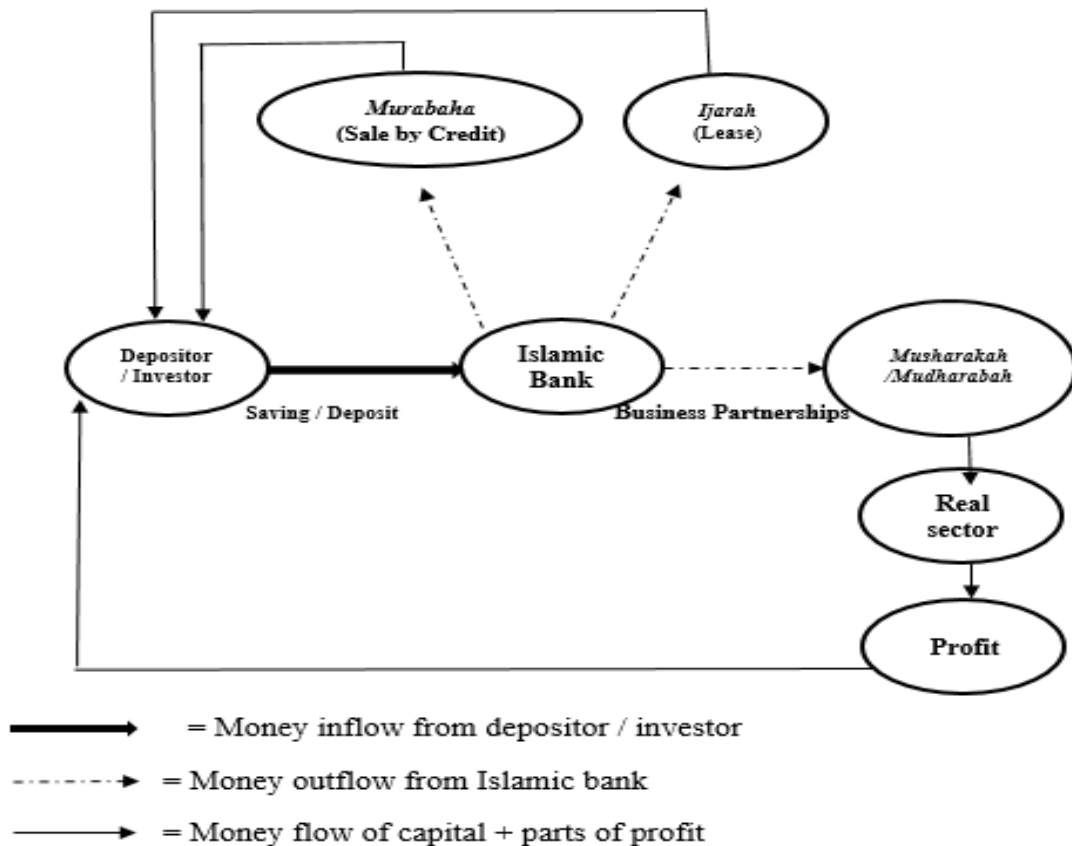 Murabaha
(Sale by Credit)
Ijarah
(Lease)
Depositor
/ Investor
Saving / Deposit
Islamic
Bank
Business Partnerships
Musharakah
/Mudharabah
Real
sector
Profit
= Money inflow from depositor / investor
= Money outflow from Islamic bank
= Money flow of capital + parts of profit